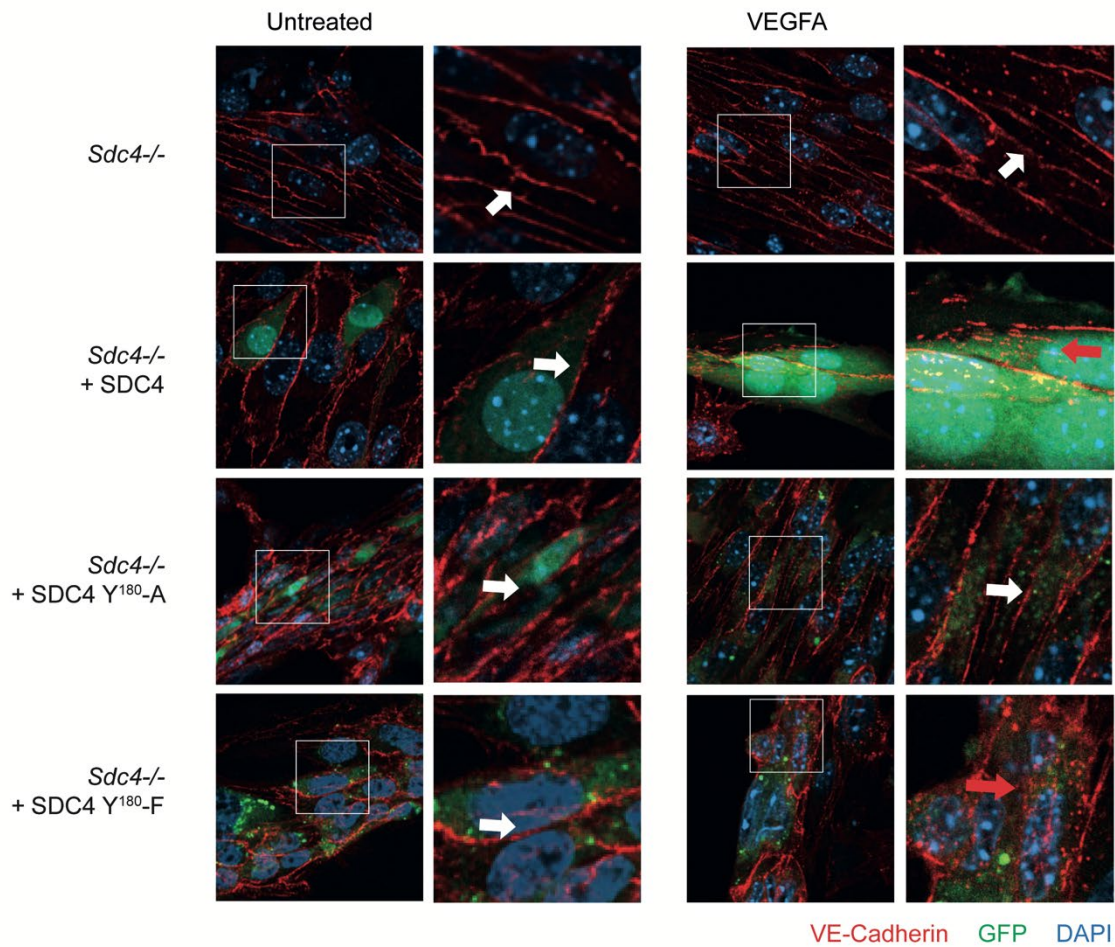 Untreated VEGFA
Sdc4-/-
Sdc4-/-
+ SDC4
Sdc4-/-
+ SDC4 Y¹⁸⁰-A
Sdc4-/-
+ SDC4 Y¹⁸⁰-F
VE-Cadherin GFP DAPI